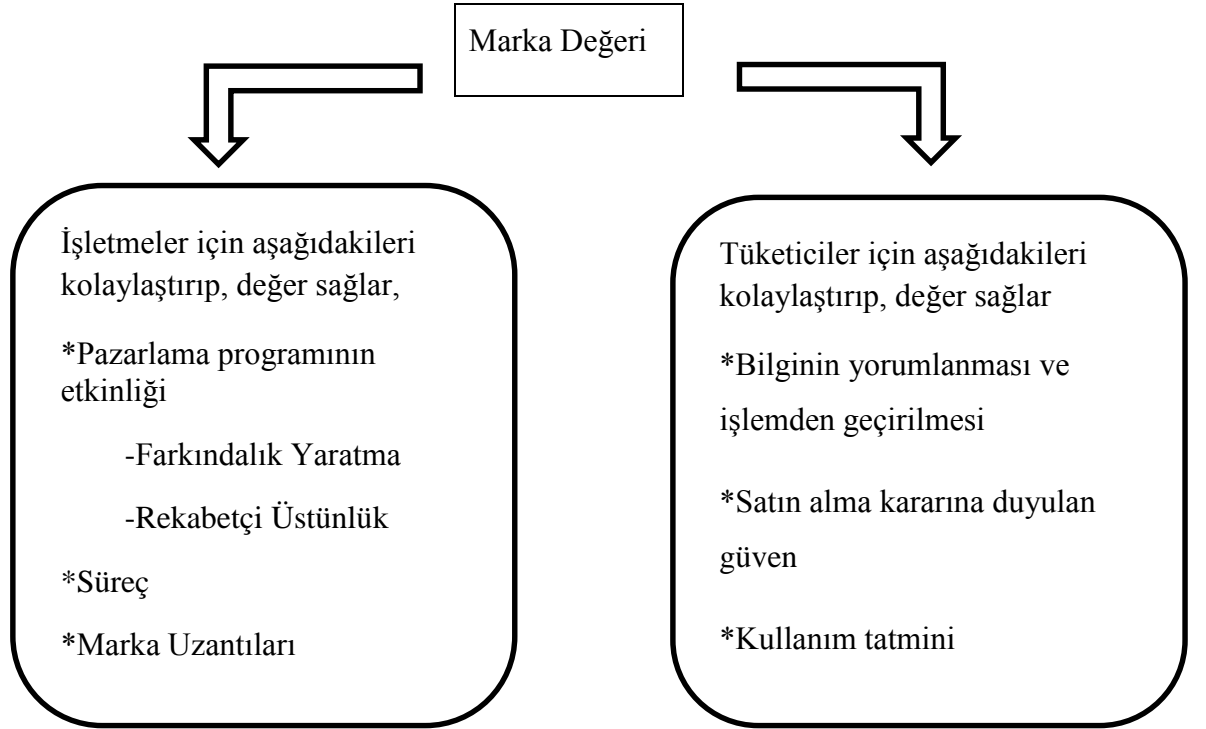 Marka Değeri
İşletmeler için aşağıdakileri
kolaylaştırıp, değer sağlar,
*Pazarlama programının
etkinliği
-Farkındalık Yaratma
-Rekabetçi Üstünlük
*Süreç
*Marka Uzantıları
Tüketiciler için aşağıdakileri
kolaylaştırıp, değer sağlar
*Bilginin yorumlanması ve
işlemden geçirilmesi
*Satın alma kararına duyulan
güven
*Kullanım tatmini